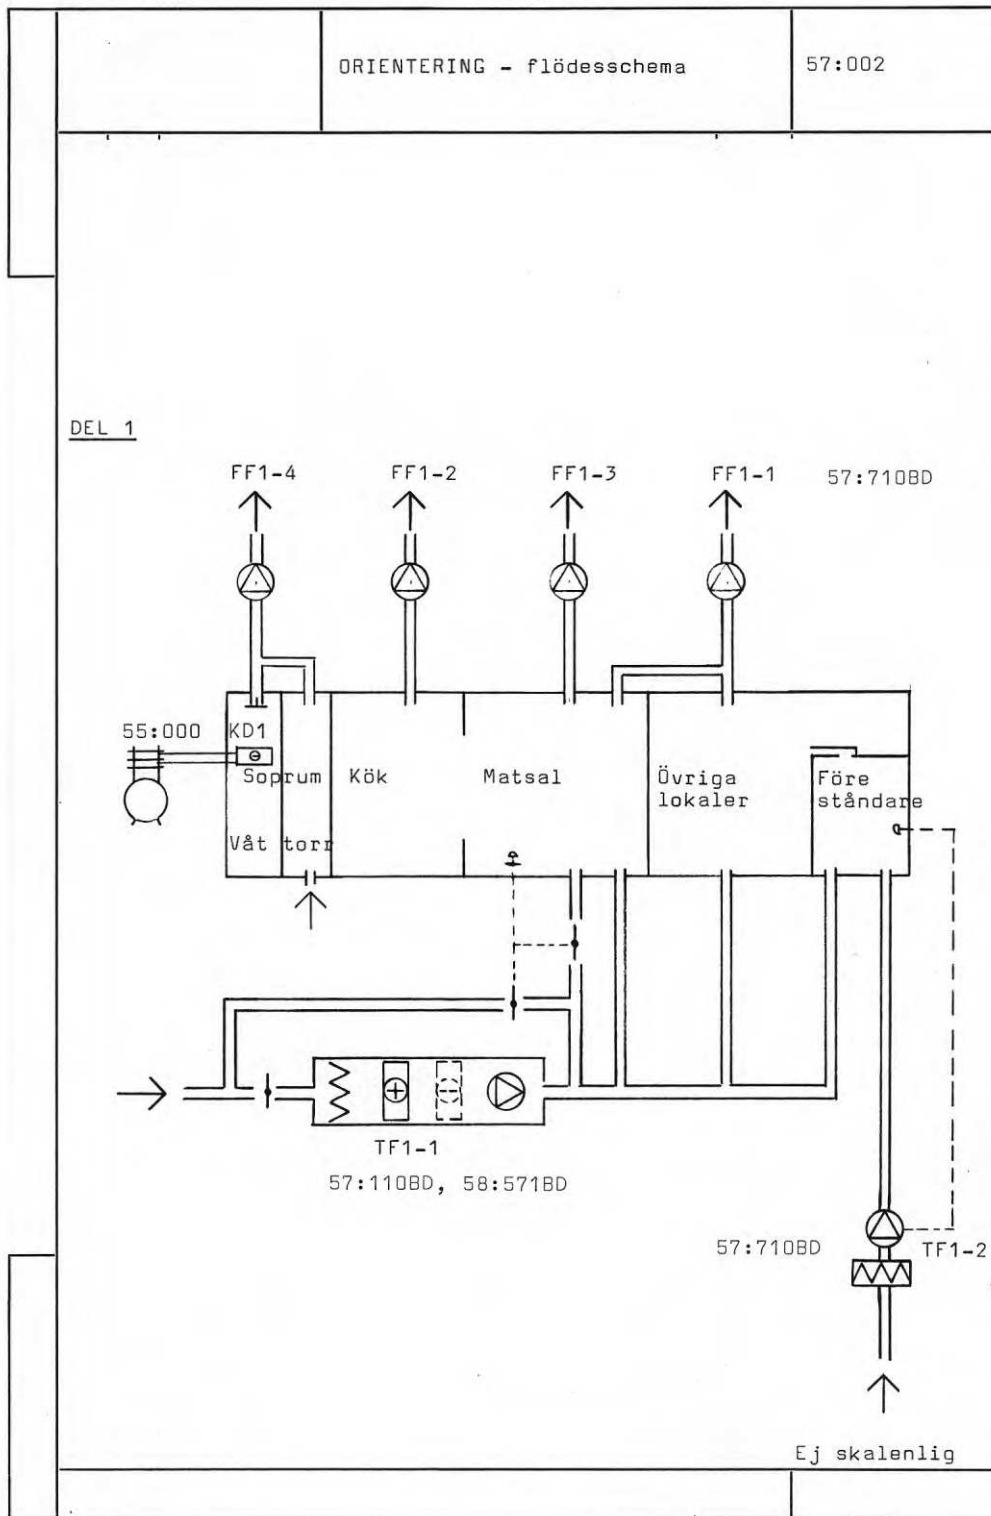 ORIENTERING - flödesschema
57:002
DEL 1
FF1-4
FF1-2
FF1-3
FF1-1
57:710BD
55:000
KD1
Soprum
Kök
Matsal
Övriga
lokaler
Före
ståndare
Våt
torr
TF1-1
57:110BD, 58:571BD
57:710BD
TF1-2
Ej skalenlig